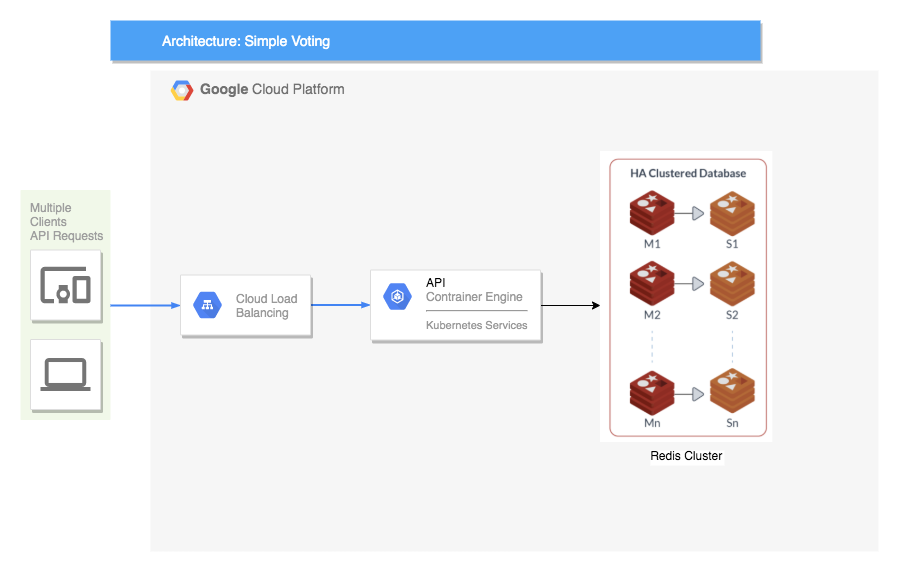 Architecture: Simple Voting
Google Cloud Platform
Multiple
Clients
API Requests
Cloud Load
Balancing
API
Contrainer Engine
Kubernetes Services
HA Clustered Database
M1
S1
M2
S2
Mn
Sn
Redis Cluster